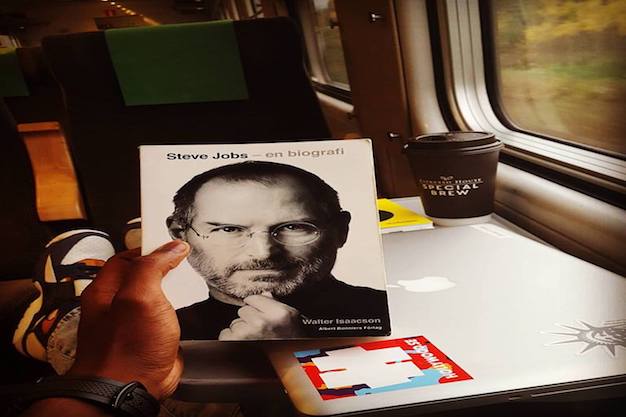 Steve Jobs – en biografi
Walter Isaacson
Albert Bonniers Förlag
ESPRESSO HOUSE
SPECIAL
BREW